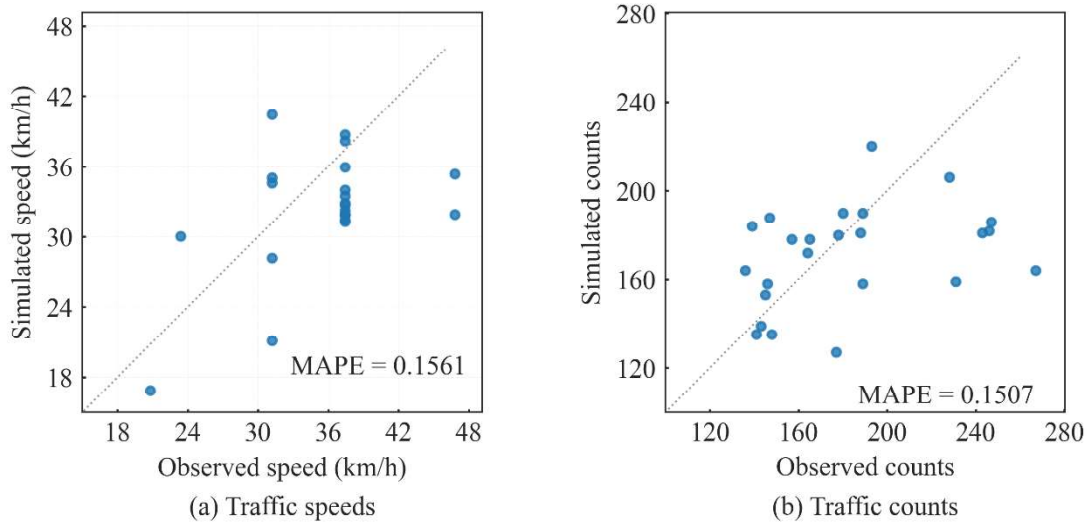 48
42
36
30
24
18
Simulated speed (km/h)
MAPE = 0.1561
18 24 30 36 42 48
Observed speed (km/h)
(a) Traffic speeds
280
240
200
160
120
Simulated counts
MAPE = 0.1507
120 160 200 240 280
Observed counts
(b) Traffic counts